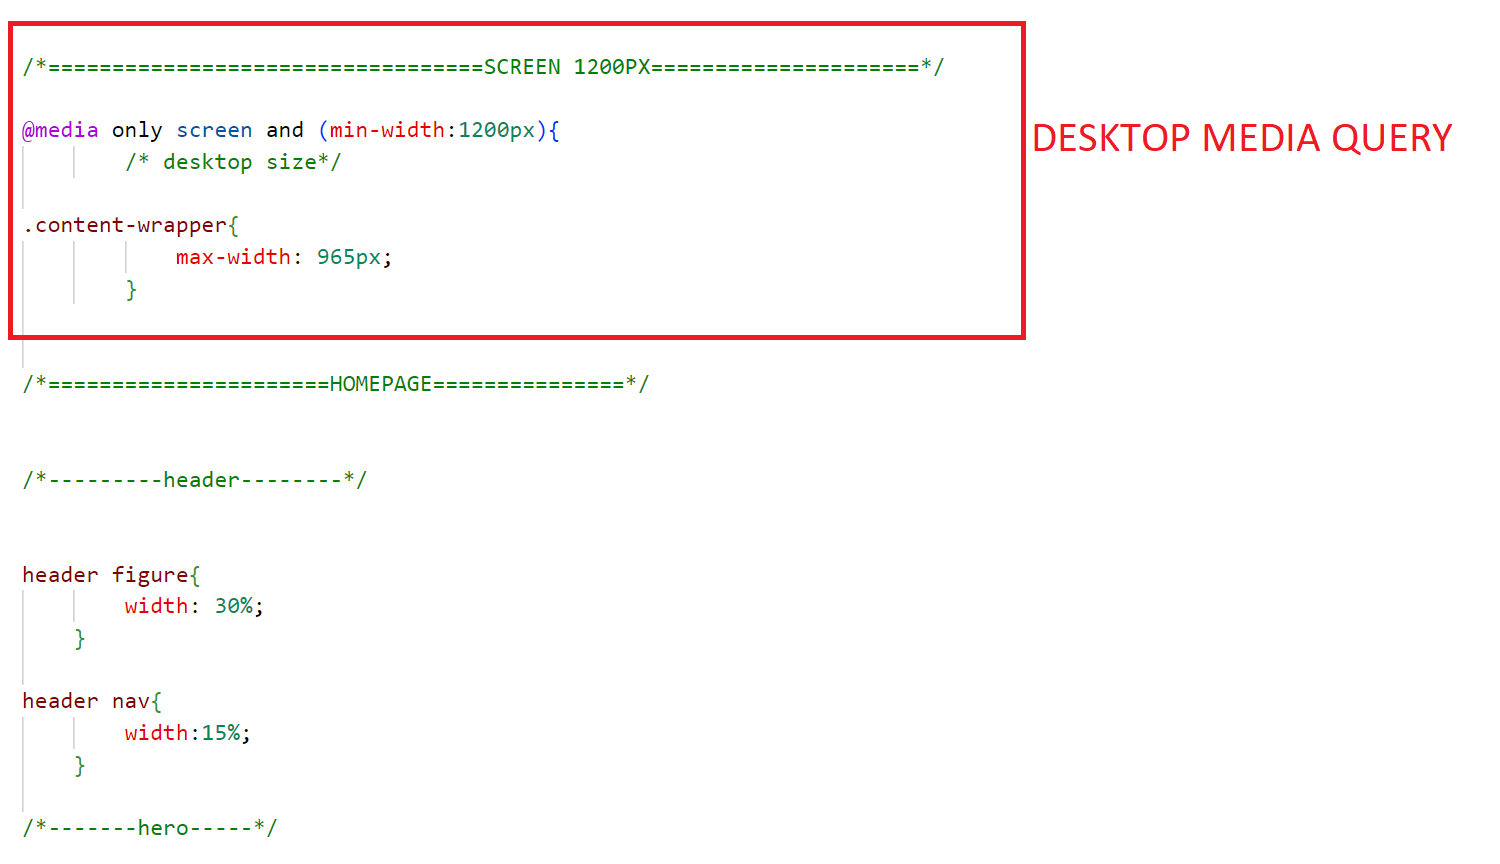 /*==================================SCREEN 1200PX=====================*/
@media only screen and (min-width:1200px){
DESKTOP MEDIA QUERY
/* desktop size*/
.content-wrapper{
max-width: 965px;
}
/*======================HOMEPAGE===============*/
/*---------header--------*/
header figure{
width: 30%;
}
header nav{
width:15%;
}
/*-------hero-----*/